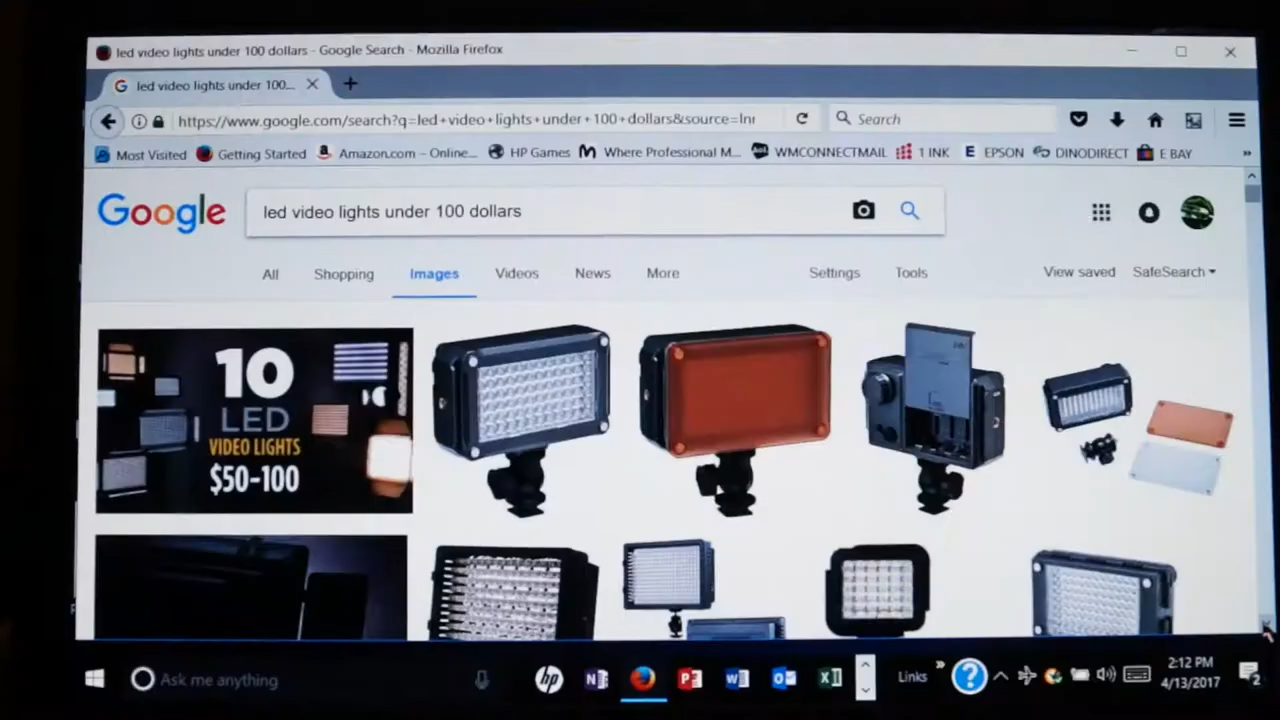 led video lights under 100 dollars - Google Search - Mozilla Firefox
led video lights under 100...
https://www.google.com/search?q=led+video+lights+under+100+dollars&source=lnr
Search
Most Visited
Getting Started
Amazon.com – Online...
HP Games
Where Professional M...
WMCONNECTMAIL
1 INK
E EPSON
DINODIRECT
E BAY
Google
led video lights under 100 dollars
All
Shopping
Images
Videos
News
More
Settings
Tools
View saved
SafeSearch
10
LED
VIDEO LIGHTS
$50-100
Ask me anything
hp
Links
2:12 PM
4/13/2017
2